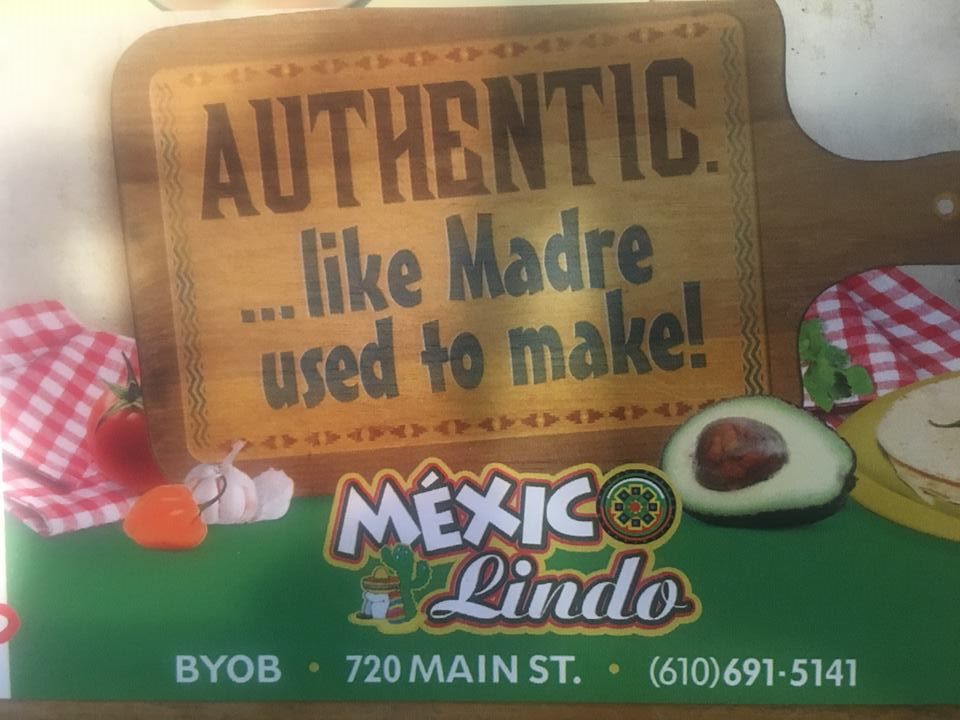 AUTHENTIC.
...like Madre
used to make!
MÉXICO
Lindo
BYOB • 720 MAIN ST. • (610)691-5141